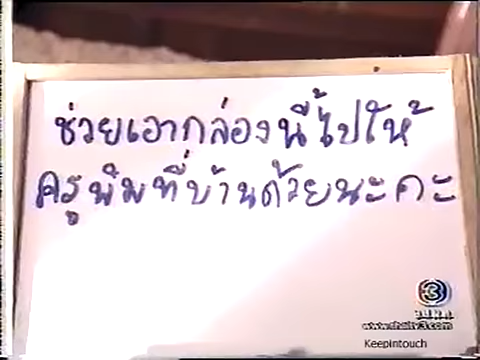 ช่วยเอากล่องนี้ไปให้
ครูพิมที่บ้านด้วยนะคะ
3
www.thaitv3.com
Keepintouch